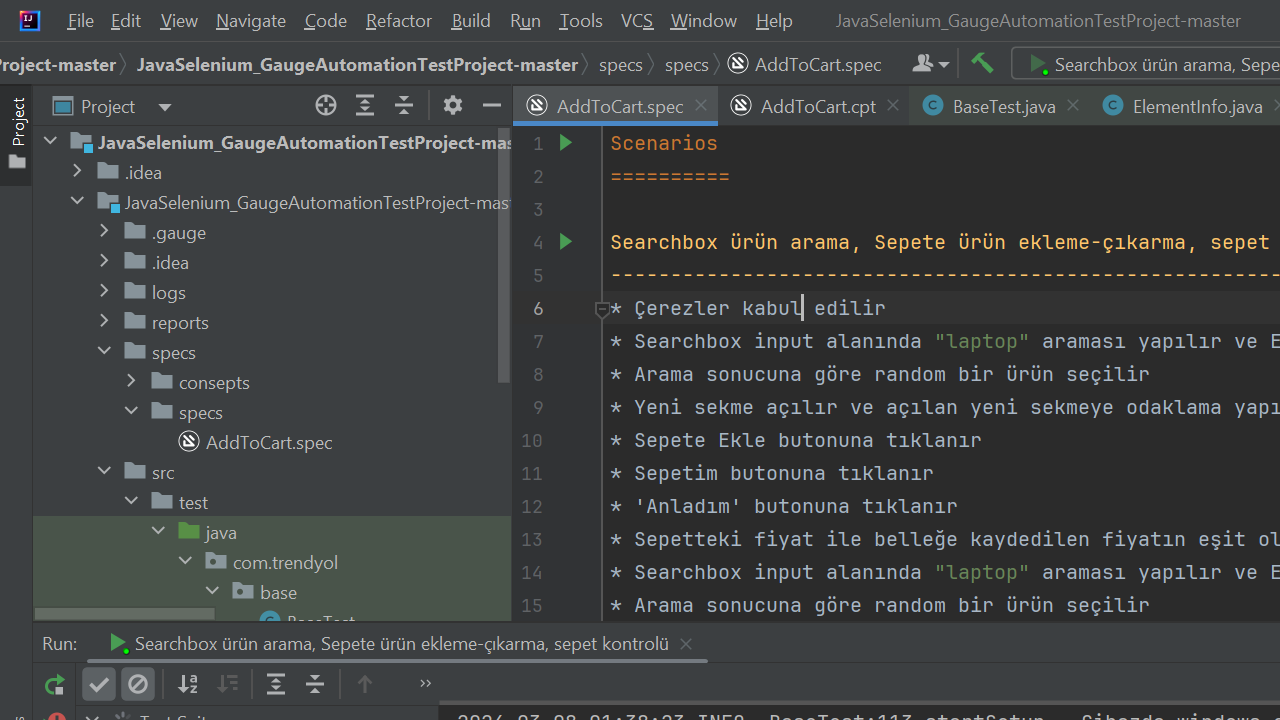 File Edit View Navigate Code Refactor Build Run Tools VCS Window Help JavaSelenium_GaugeAutomationTestProject-master
roject-master JavaSelenium_GaugeAutomationTestProject-master specs specs AddToCart.spec Searchbox ürün arama, Sepe
Project
Project
JavaSelenium_GaugeAutomationTestProject-mas
.idea
JavaSelenium_GaugeAutomationTestProject-mast
.gauge
.idea
logs
reports
specs
consepts
specs
AddToCart.spec
src
test
java
com.trendyol
base
BaseTest
AddToCart.spec AddToCart.cpt BaseTest.java ElementInfo.java
1 Scenarios
2 ==========
3
4 Searchbox ürün arama, Sepete ürün ekleme-çıkarma, sepet
5 --------------------------------------------------------
6 * Çerezler kabul edilir
7 * Searchbox input alanında "laptop" araması yapılır ve E
8 * Arama sonucuna göre random bir ürün seçilir
9 * Yeni sekme açılır ve açılan yeni sekmeye odaklama yapı
10 * Sepete Ekle butonuna tıklanır
11 * Sepetim butonuna tıklanır
12 * 'Anladım' butonuna tıklanır
13 * Sepetteki fiyat ile belleğe kaydedilen fiyatın eşit ol
14 * Searchbox input alanında "laptop" araması yapılır ve E
15 * Arama sonucuna göre random bir ürün seçilir
Run: Searchbox ürün arama, Sepete ürün ekleme-çıkarma, sepet kontrolü